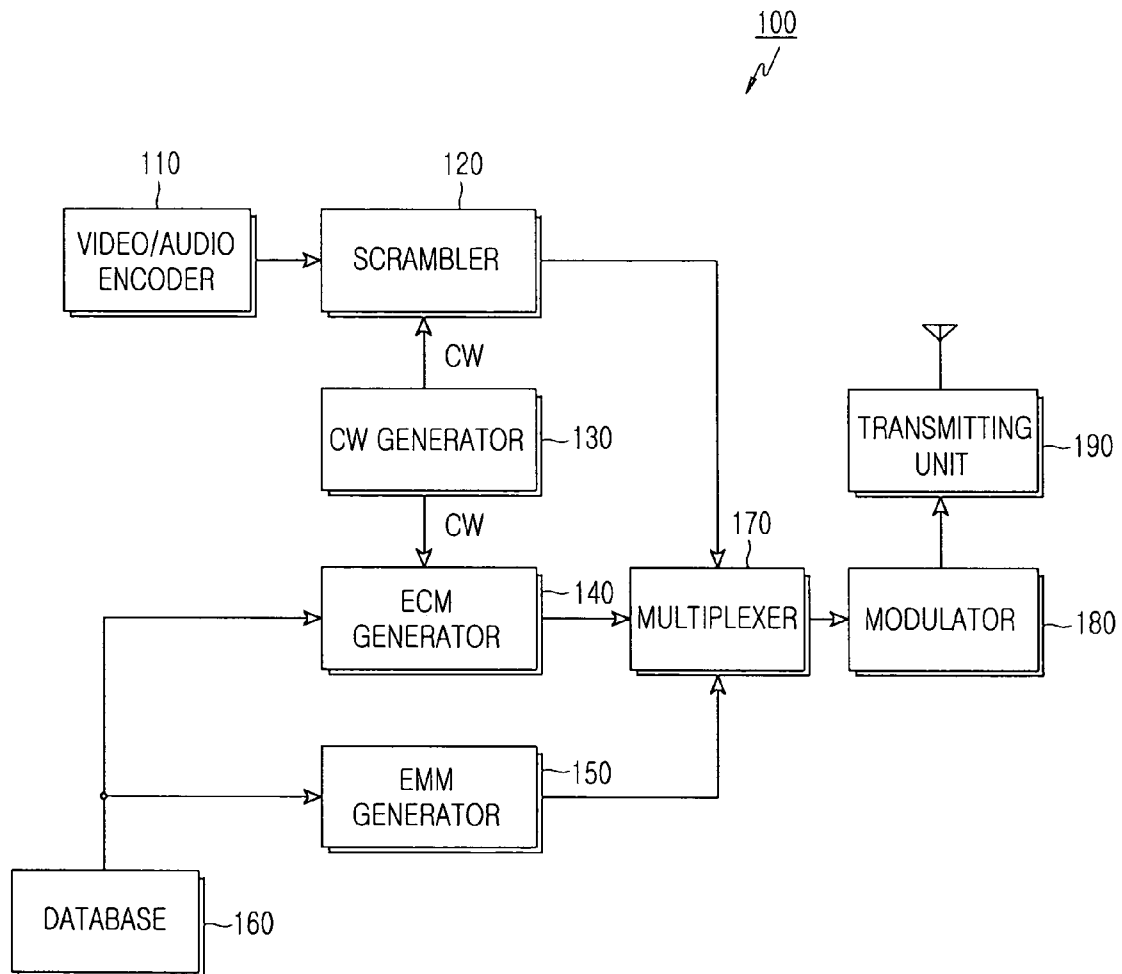 100
110
VIDEO/AUDIO
ENCODER
120
SCRAMBLER
CW
CW GENERATOR
130
CW
TRANSMITTING
UNIT
190
ECM
GENERATOR
140
170
MULTIPLEXER
MODULATOR
180
EMM
GENERATOR
150
DATABASE
160